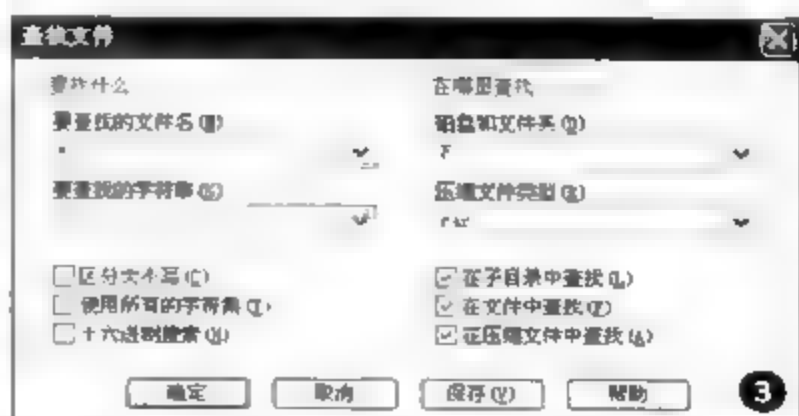 查找文件
要找什么
在哪里查找
要查找的文件名(N)
磁盘和文件夹(D)
*
要查找的字符串(S)
压缩文件类型(R)
*.rar
区分大小写(C)
在子目录中查找(L)
使用所有的字符集(T)
在文件中查找(F)
十六进制搜索(H)
在压缩文件中查找(A)
确定
取消
保存(V)
帮助
3